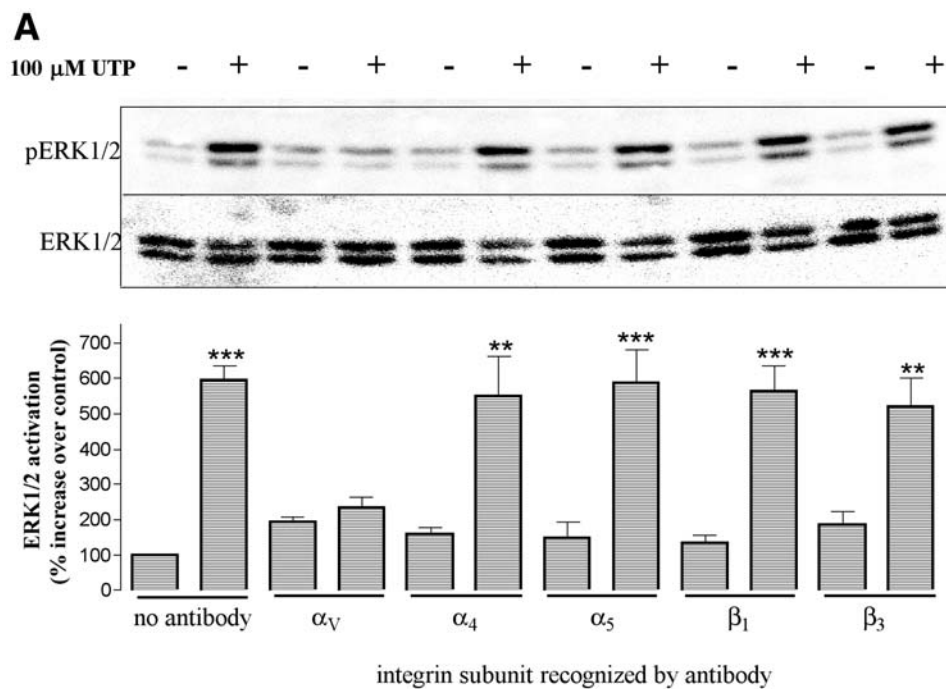 A
100 μM UTP - + - + - + - + - + - +
pERK1/2
ERK1/2
ERK1/2 activation
(% increase over control)
700
600
500
400
300
200
100
0
*** ** *** *** **
no antibody αV α4 α5 β1 β3
integrin subunit recognized by antibody